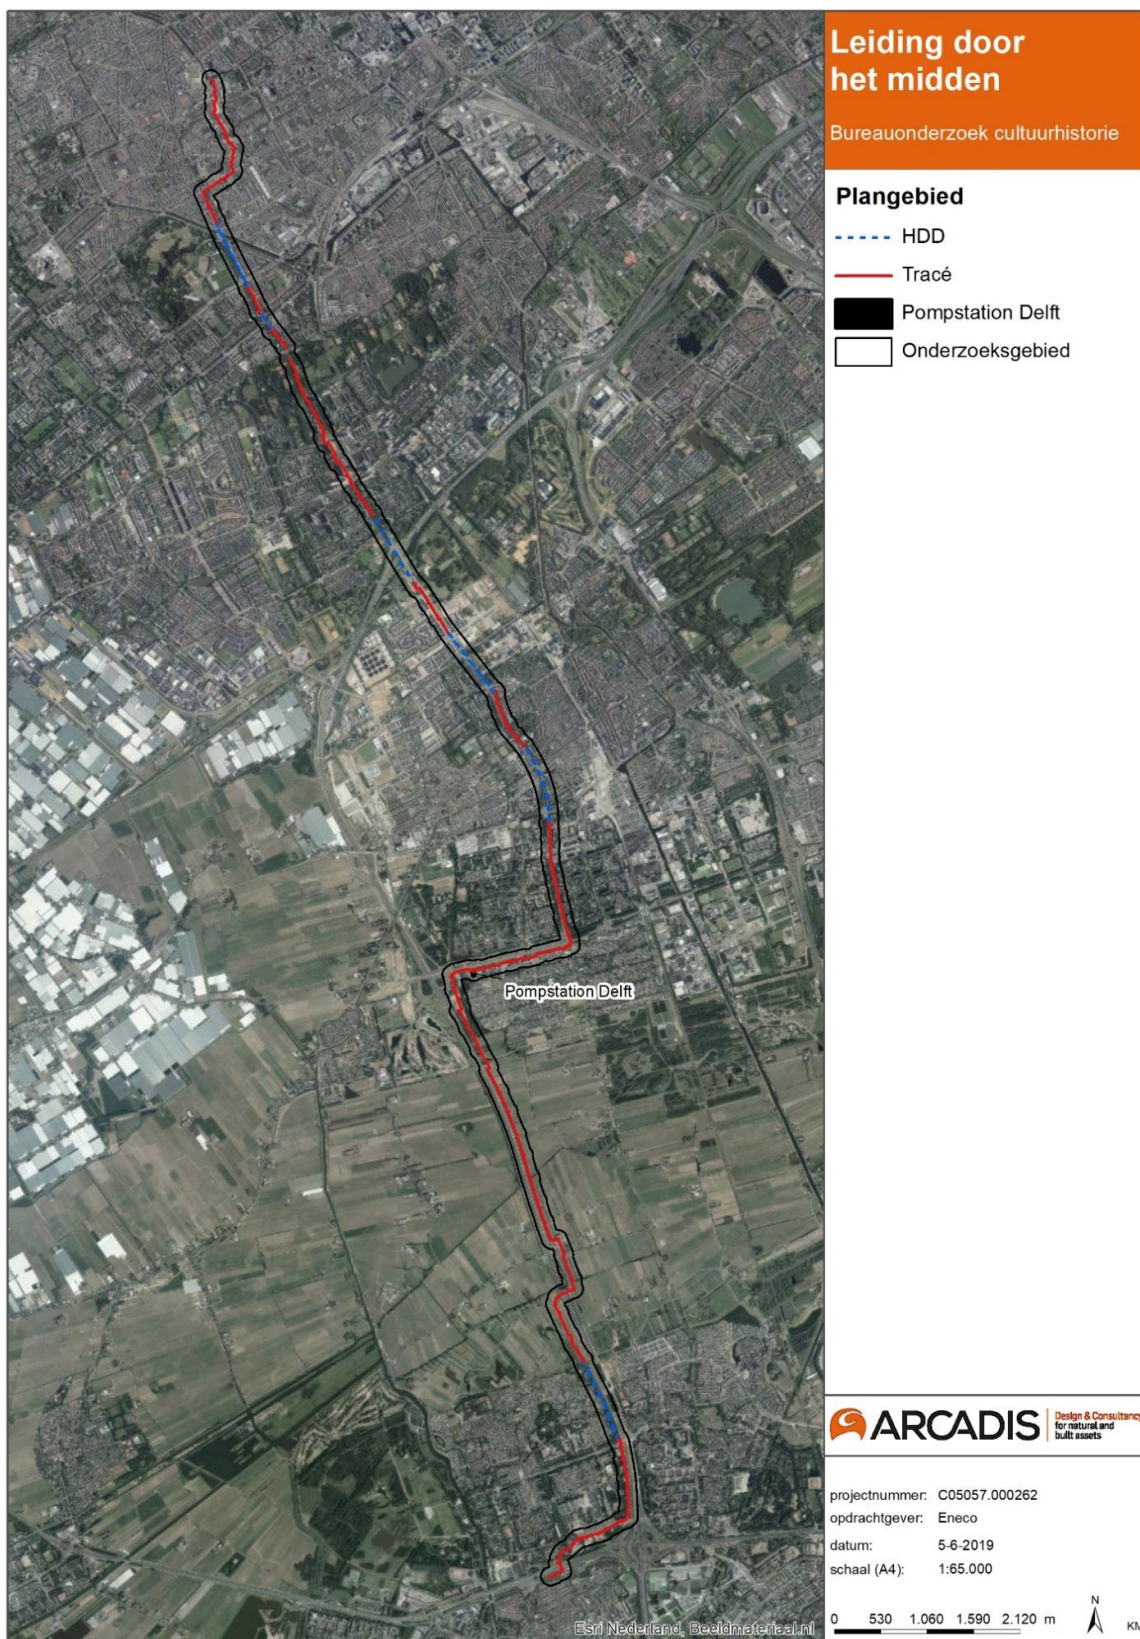 Leiding door
het midden
Bureauonderzoek cultuurhistorie
Plangebied
HDD
Tracé
Pompstation Delft
Onderzoeksgebied
Pompstation Delft
ARCADIS
Design & Consultancy
for natural and
built assets
projectnummer: C05057.000262
opdrachtgever: Eneco
datum: 5-6-2019
schaal (A4): 1:65.000
N
0 530 1.060 1.590 2.120 m
KM
Esri Nederland, Beeldmateriaal.nl